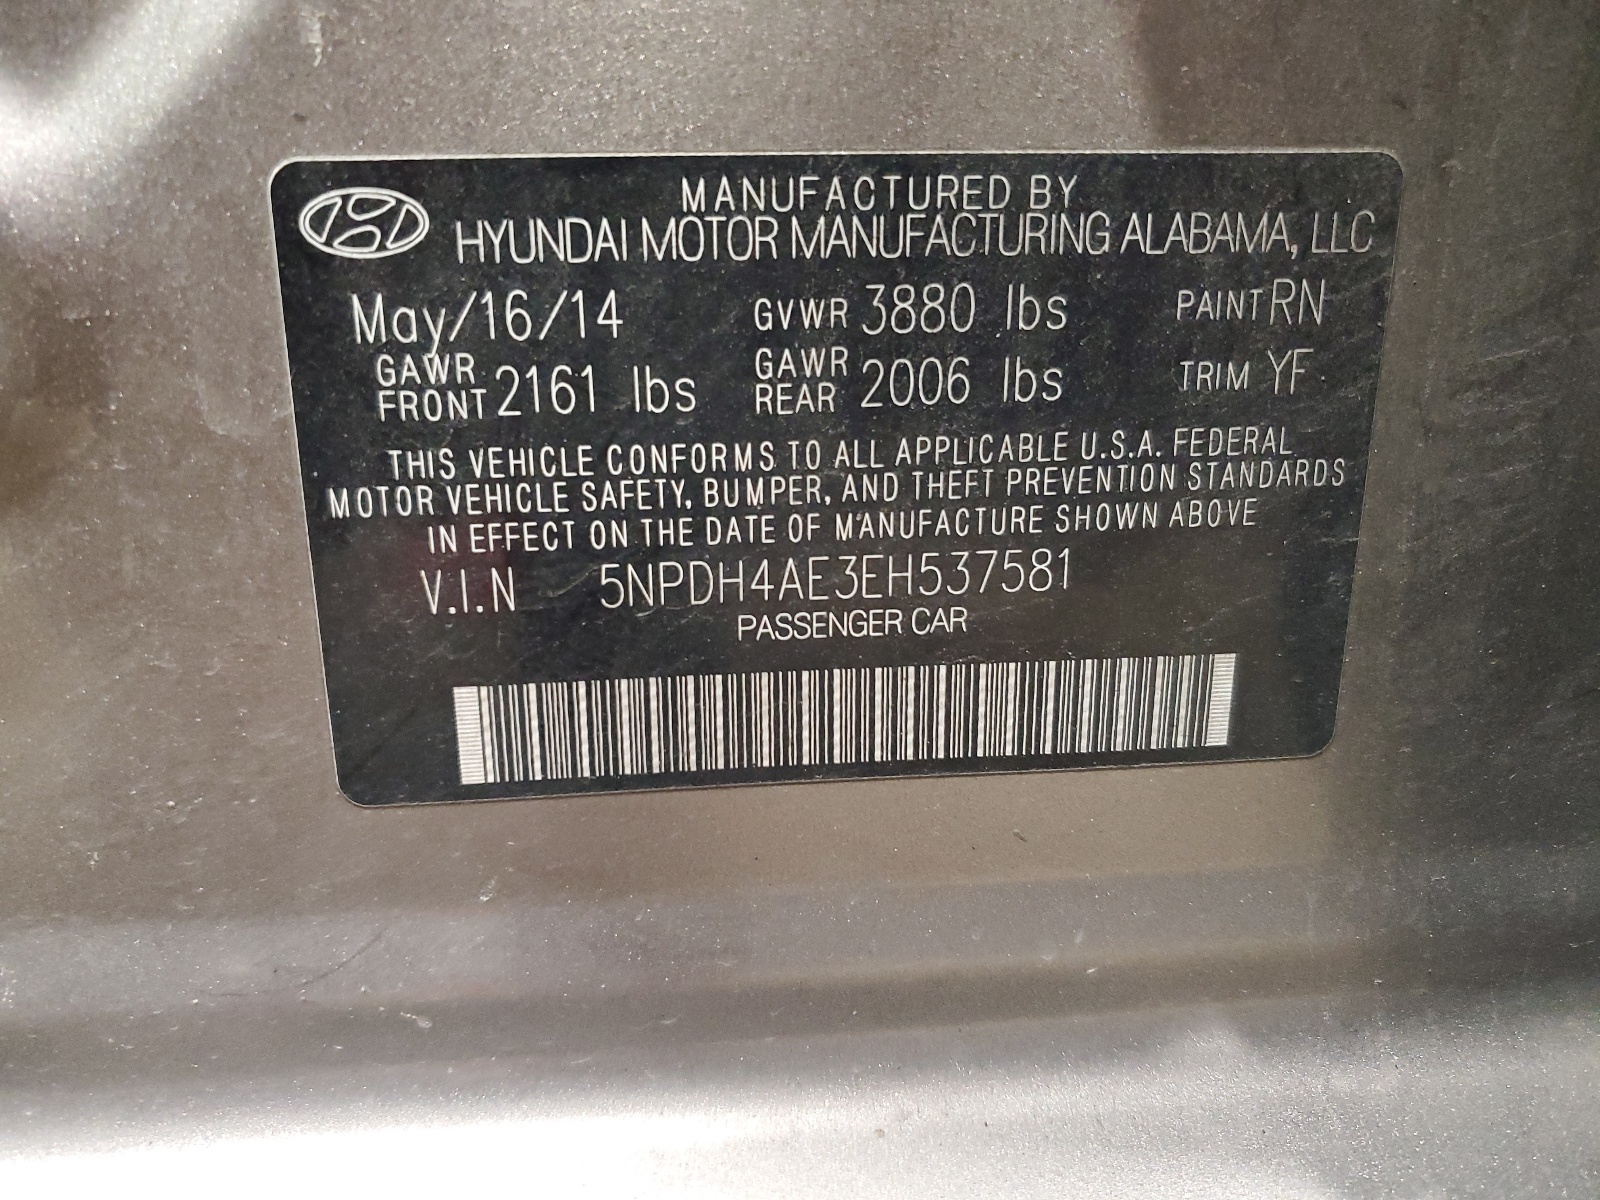 MANUFACTURED BY
HYUNDAI MOTOR MANUFACTURING ALABAMA, LLC
May/16/14 GVWR 3880 lbs PAINT RN
GAWR FRONT 2161 lbs GAWR REAR 2006 lbs TRIM YF
THIS VEHICLE CONFORMS TO ALL APPLICABLE U.S.A. FEDERAL
MOTOR VEHICLE SAFETY, BUMPER, AND THEFT PREVENTION STANDARDS
IN EFFECT ON THE DATE OF MANUFACTURE SHOWN ABOVE
V.I.N 5NPDH4AE3EH537581
PASSENGER CAR